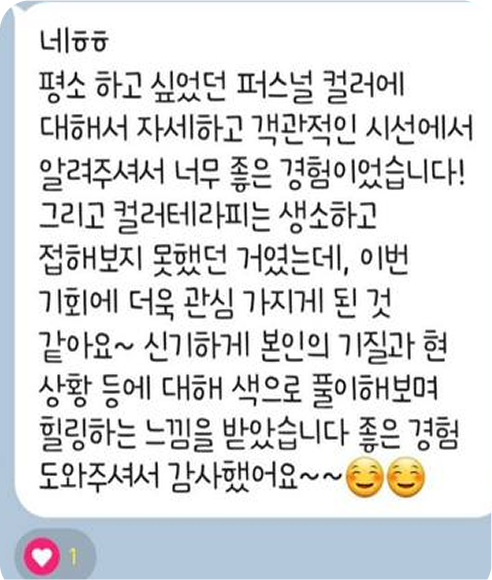 네ㅎㅎ
평소 하고 싶었던 퍼스널 컬러에
대해서 자세하고 객관적인 시선에서
알려주셔서 너무 좋은 경험이었습니다!
그리고 컬러테라피는 생소하고
접해보지 못했던 거였는데, 이번
기회에 더욱 관심 가지게 된 것
같아요~ 신기하게 본인의 기질과 현
상황 등에 대해 색으로 풀이해보며
힐링하는 느낌을 받았습니다 좋은 경험
도와주셔서 감사했어요~~😊😊
1